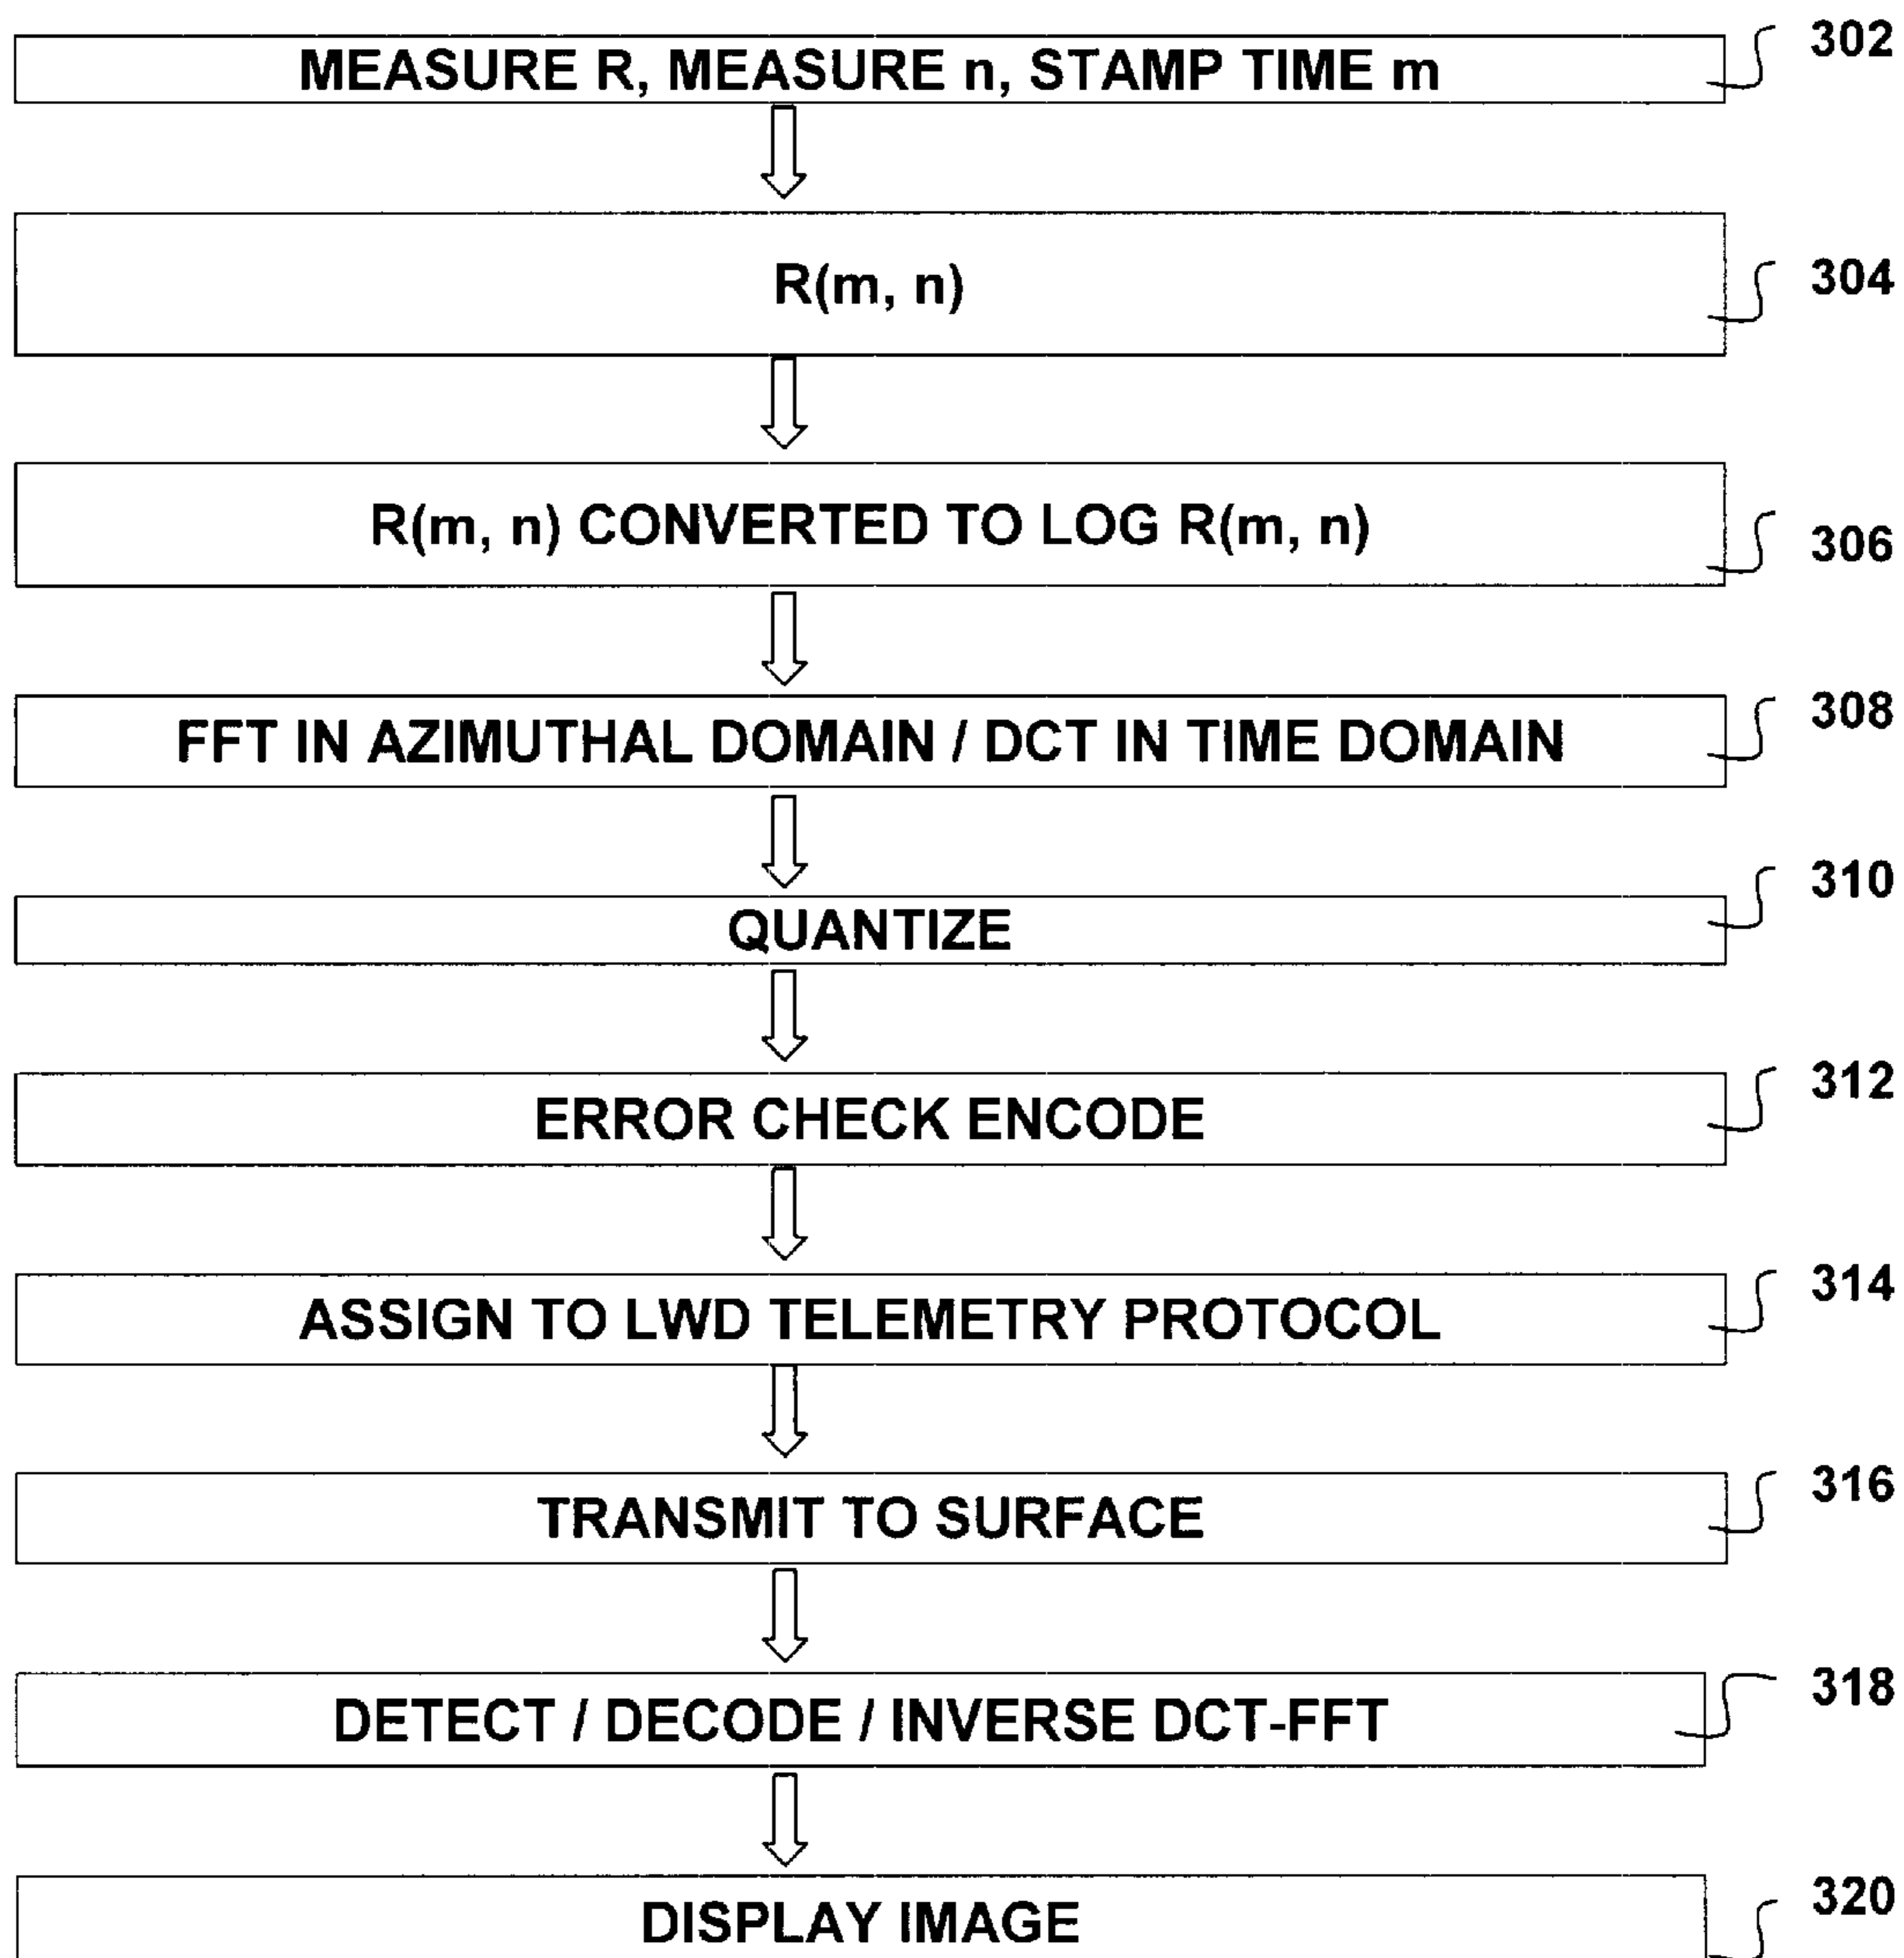 MEASURE R, MEASURE n, STAMP TIME m 302
R(m, n) 304
R(m, n) CONVERTED TO LOG R(m, n) 306
FFT IN AZIMUTHAL DOMAIN / DCT IN TIME DOMAIN 308
QUANTIZE 310
ERROR CHECK ENCODE 312
ASSIGN TO LWD TELEMETRY PROTOCOL 314
TRANSMIT TO SURFACE 316
DETECT / DECODE / INVERSE DCT-FFT 318
DISPLAY IMAGE 320